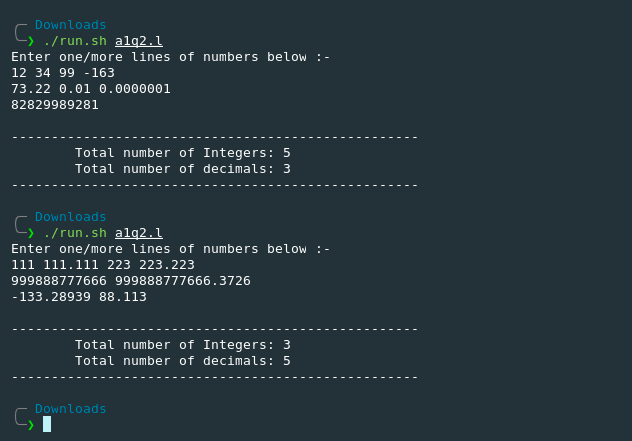 Downloads
❯ ./run.sh a1q2.l
Enter one/more lines of numbers below :-
12 34 99 -163
73.22 0.01 0.0000001
82829989281
---------------------------------------------------
Total number of Integers: 5
Total number of decimals: 3
---------------------------------------------------
Downloads
❯ ./run.sh a1q2.l
Enter one/more lines of numbers below :-
111 111.111 223 223.223
999888777666 999888777666.3726
-133.28939 88.113
---------------------------------------------------
Total number of Integers: 3
Total number of decimals: 5
---------------------------------------------------
Downloads
❯